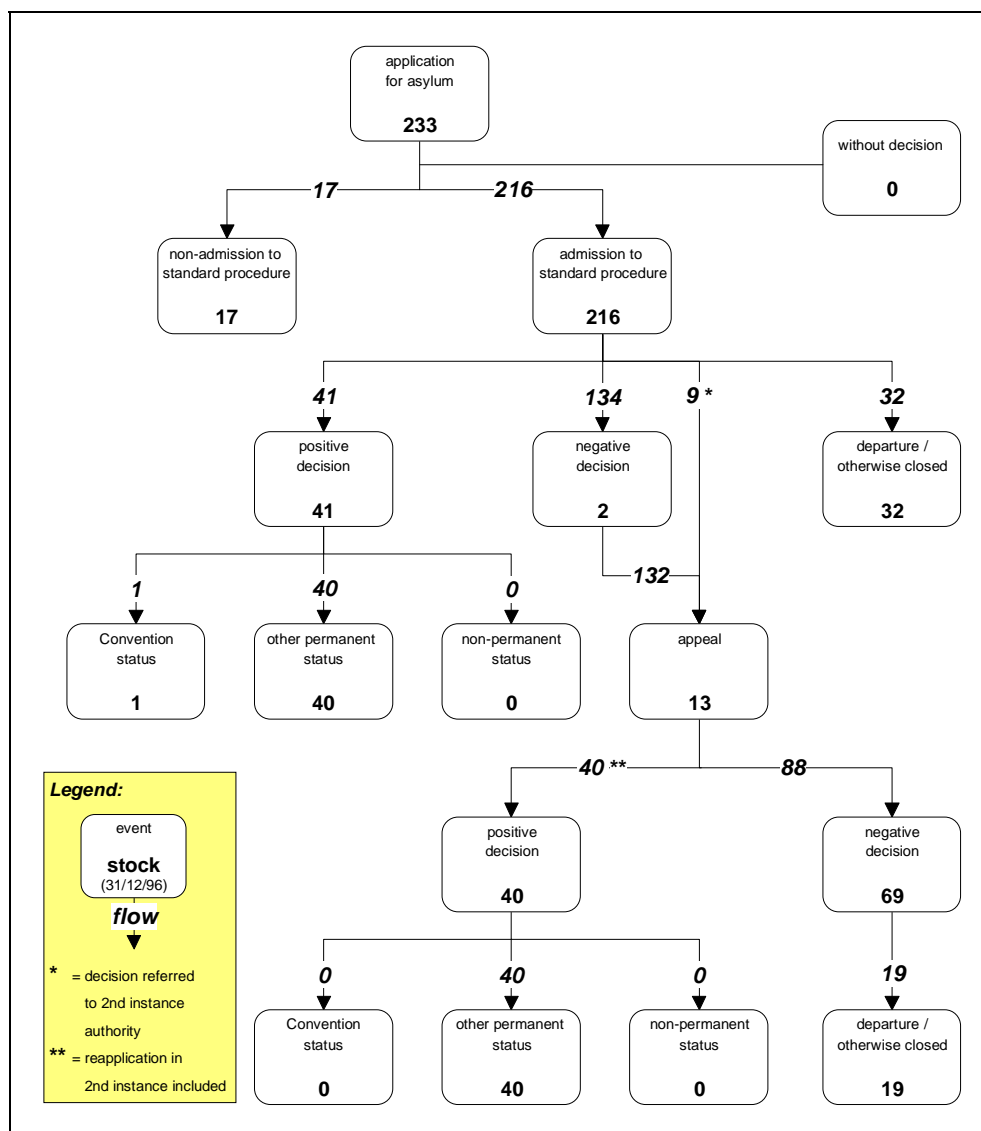 application
for asylum
233
without decision
0
17
216
non-admission to
standard procedure
17
admission to
standard procedure
216
41
134
9 *
32
positive
decision
41
negative
decision
2
departure /
otherwise closed
32
132
1
40
0
Convention
status
1
other permanent
status
40
non-permanent
status
0
appeal
13
40 **
88
positive
decision
40
negative
decision
69
0
40
0
19
Convention
status
0
other permanent
status
40
non-permanent
status
0
departure /
otherwise closed
19
Legend:
event
stock
(31/12/96)
flow
* = decision referred
to 2nd instance
authority
** = reapplication in
2nd instance included